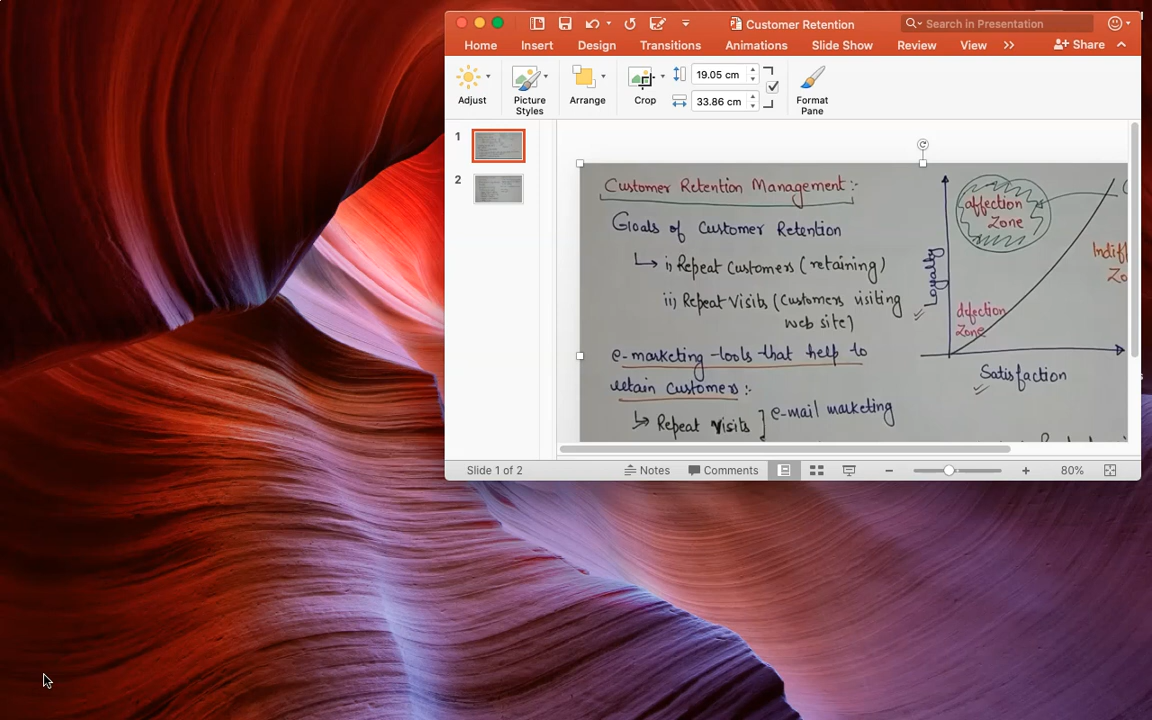 Customer Retention
Search in Presentation
Home Insert Design Transitions Animations Slide Show Review View >> Share
Adjust
Picture Styles
Arrange
Crop
19.05 cm
33.86 cm
Format Pane
1
2
Customer Retention Management :-
Goals of Customer Retention
i) Repeat Customers (retaining)
ii) Repeat Visits (Customers visiting
web site)
e-marketing tools that help to
retain customers :-
Repeat Visits ] e-mail marketing
affection
Zone
Loyalty
defection
Zone
Satisfaction
Slide 1 of 2 Notes Comments 80%